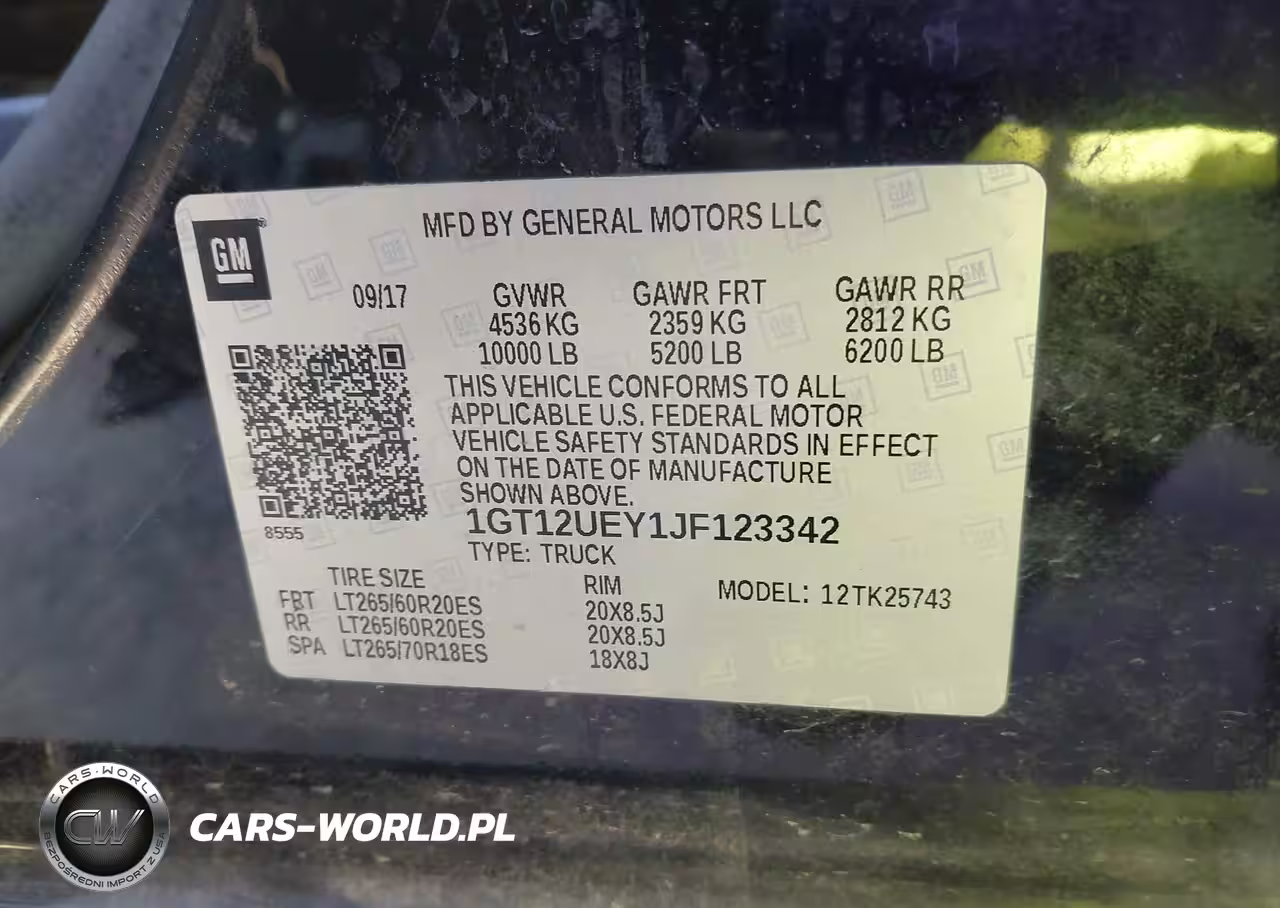 MFD BY GENERAL MOTORS LLC
GM
09/17 GVWR GAWR FRT GAWR RR
4536 KG 2359 KG 2812 KG
10000 LB 5200 LB 6200 LB
THIS VEHICLE CONFORMS TO ALL
APPLICABLE U.S. FEDERAL MOTOR
VEHICLE SAFETY STANDARDS IN EFFECT
ON THE DATE OF MANUFACTURE
SHOWN ABOVE.
8555
1GT12UEY1JF123342
TYPE: TRUCK
TIRE SIZE RIM MODEL: 12TK25743
FRT LT265/60R20ES 20X8.5J
RR LT265/60R20ES 20X8.5J
SPA LT265/70R18ES 18X8J
CARS-WORLD
CW
BEZPOŚREDNI IMPORT Z USA
CARS-WORLD.PL